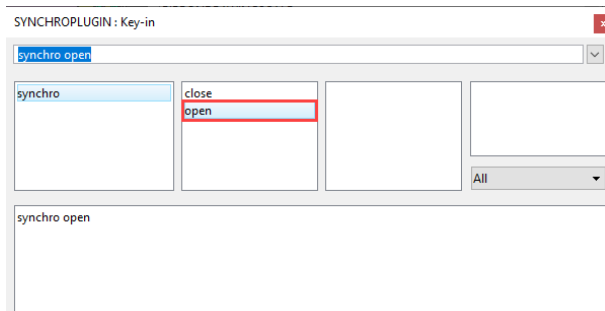 SYNCHROPLUGIN : Key-in
synchro open
synchro
close
open
All
synchro open